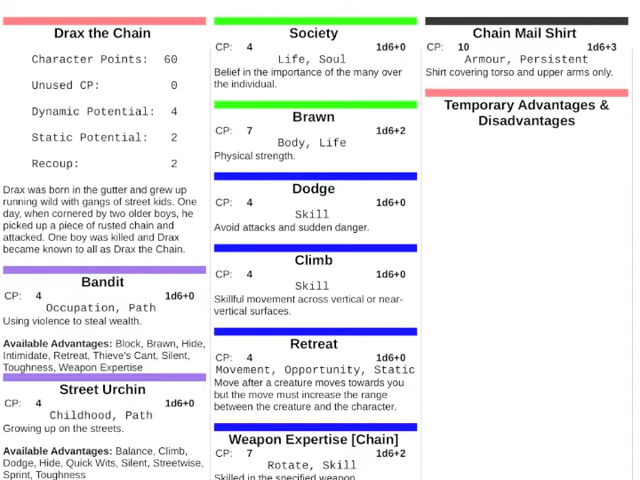 Drax the Chain
Character Points: 60
Unused CP: 0
Dynamic Potential: 4
Static Potential: 2
Recoup: 2
Drax was born in the gutter and grew up
running wild with gangs of street kids. One
day, when cornered by two older boys, he
picked up a piece of rusted chain and
attacked. One boy was killed and Drax
became known to all as Drax the Chain.
Bandit
CP: 4 1d6+0
Occupation, Path
Using violence to steal wealth.
Available Advantages: Block, Brawn, Hide,
Intimidate, Retreat, Thieve's Cant, Silent,
Toughness, Weapon Expertise
Street Urchin
CP: 4 1d6+0
Childhood, Path
Growing up on the streets.
Available Advantages: Balance, Climb,
Dodge, Hide, Quick Wits, Silent, Streetwise,
Sprint, Toughness
Society
CP: 4 1d6+0
Life, Soul
Belief in the importance of the many over
the individual.
Brawn
CP: 7 1d6+2
Body, Life
Physical strength.
Dodge
CP: 4 1d6+0
Skill
Avoid attacks and sudden danger.
Climb
CP: 4 1d6+0
Skill
Skillful movement across vertical or near-
vertical surfaces.
Retreat
CP: 4 1d6+0
Movement, Opportunity, Static
Move after a creature moves towards you
but the move must increase the range
between the creature and the character.
Weapon Expertise [Chain]
CP: 7 1d6+2
Rotate, Skill
Skilled in the specified weapon.
Chain Mail Shirt
CP: 10 1d6+3
Armour, Persistent
Shirt covering torso and upper arms only.
Temporary Advantages &
Disadvantages